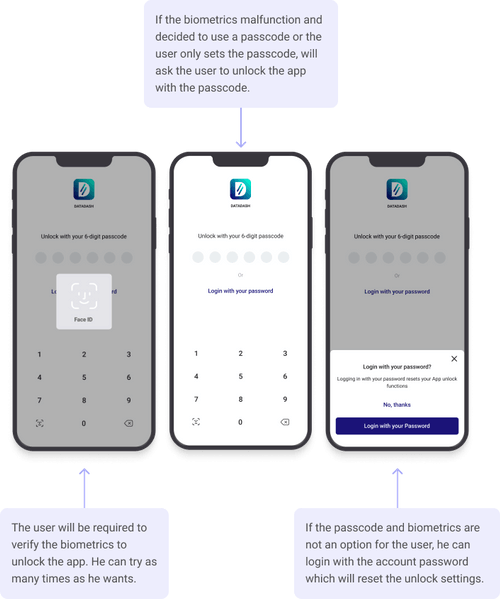 If the biometrics malfunction and
decided to use a passcode or the
user only sets the passcode, will
ask the user to unlock the app
with the passcode.
DATADASH
Unlock with your 6-digit passcode
Face ID
1 2 3
4 5 6
7 8 9
0
DATADASH
Unlock with your 6-digit passcode
Or
Login with your password
1 2 3
4 5 6
7 8 9
0
DATADASH
Unlock with your 6-digit passcode
Or
Login with your password
Login with your password?
Logging in with your password resets your App unlock
functions
No, thanks
Login with your Password
The user will be required to
verify the biometrics to
unlock the app. He can try as
many times as he wants.
If the passcode and biometrics are
not an option for the user, he can
login with the account password
which will reset the unlock settings.